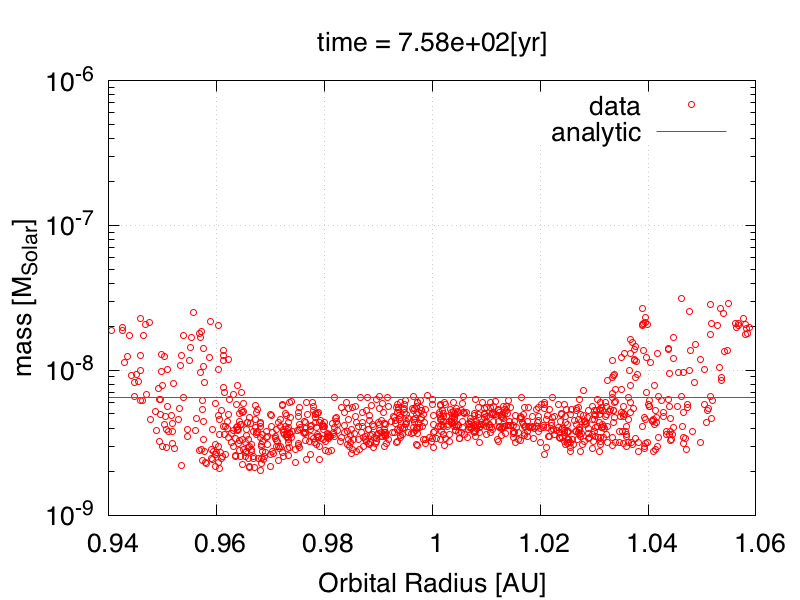 time = 7.58e+02[yr]
10-6
data
analytic
10-7
mass [MSolar]
10-8
10-9
0.94 0.96 0.98 1 1.02 1.04 1.06
Orbital Radius [AU]